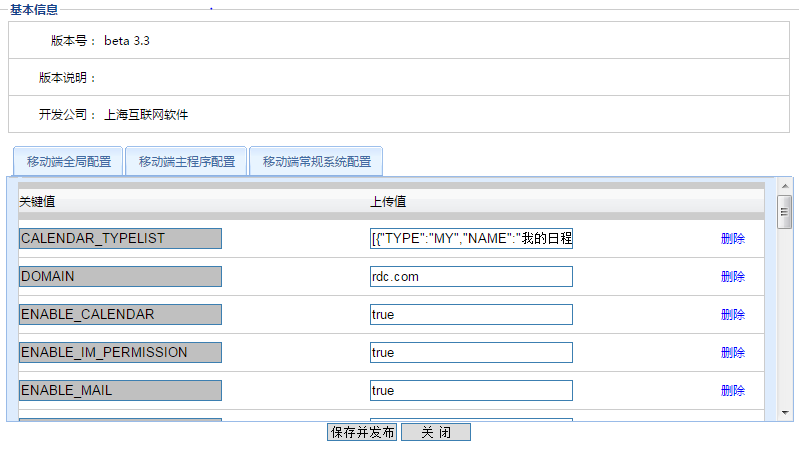 基本信息
版本号： beta 3.3
版本说明：
开发公司： 上海互联网软件
移动端全局配置 移动端主程序配置 移动端常规系统配置
关键值 上传值
CALENDAR_TYPELIST [{"TYPE":"MY","NAME":"我的日程 删除
DOMAIN rdc.com 删除
ENABLE_CALENDAR true 删除
ENABLE_IM_PERMISSION true 删除
ENABLE_MAIL true 删除
保存并发布 关 闭